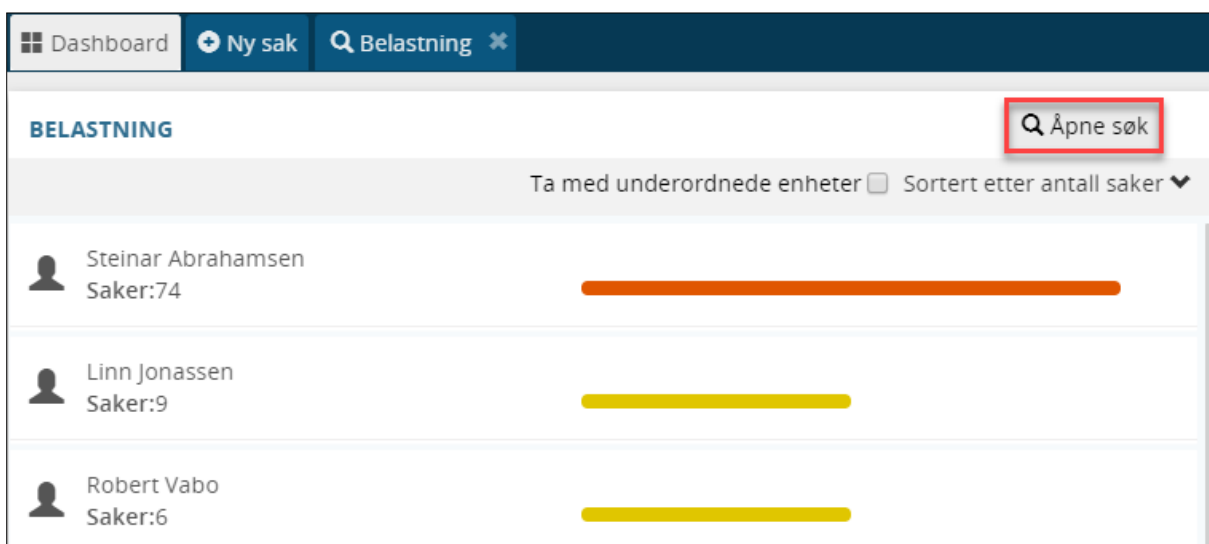 Dashboard Ny sak Belastning
BELASTNING Åpne søk
Ta med underordnede enheter Sortert etter antall saker
Steinar Abrahamsen
Saker:74
Linn Jonassen
Saker:9
Robert Vabo
Saker:6